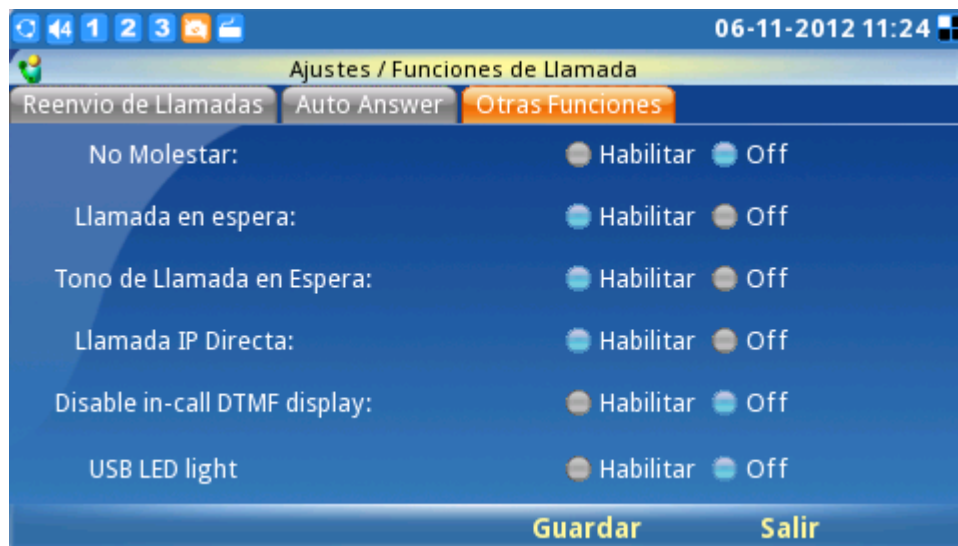 4 1 2 3 06-11-2012 11:24
Ajustes / Funciones de Llamada
Reenvio de Llamadas Auto Answer Otras Funciones
No Molestar: Habilitar Off
Llamada en espera: Habilitar Off
Tono de Llamada en Espera: Habilitar Off
Llamada IP Directa: Habilitar Off
Disable in-call DTMF display: Habilitar Off
USB LED light Habilitar Off
Guardar Salir